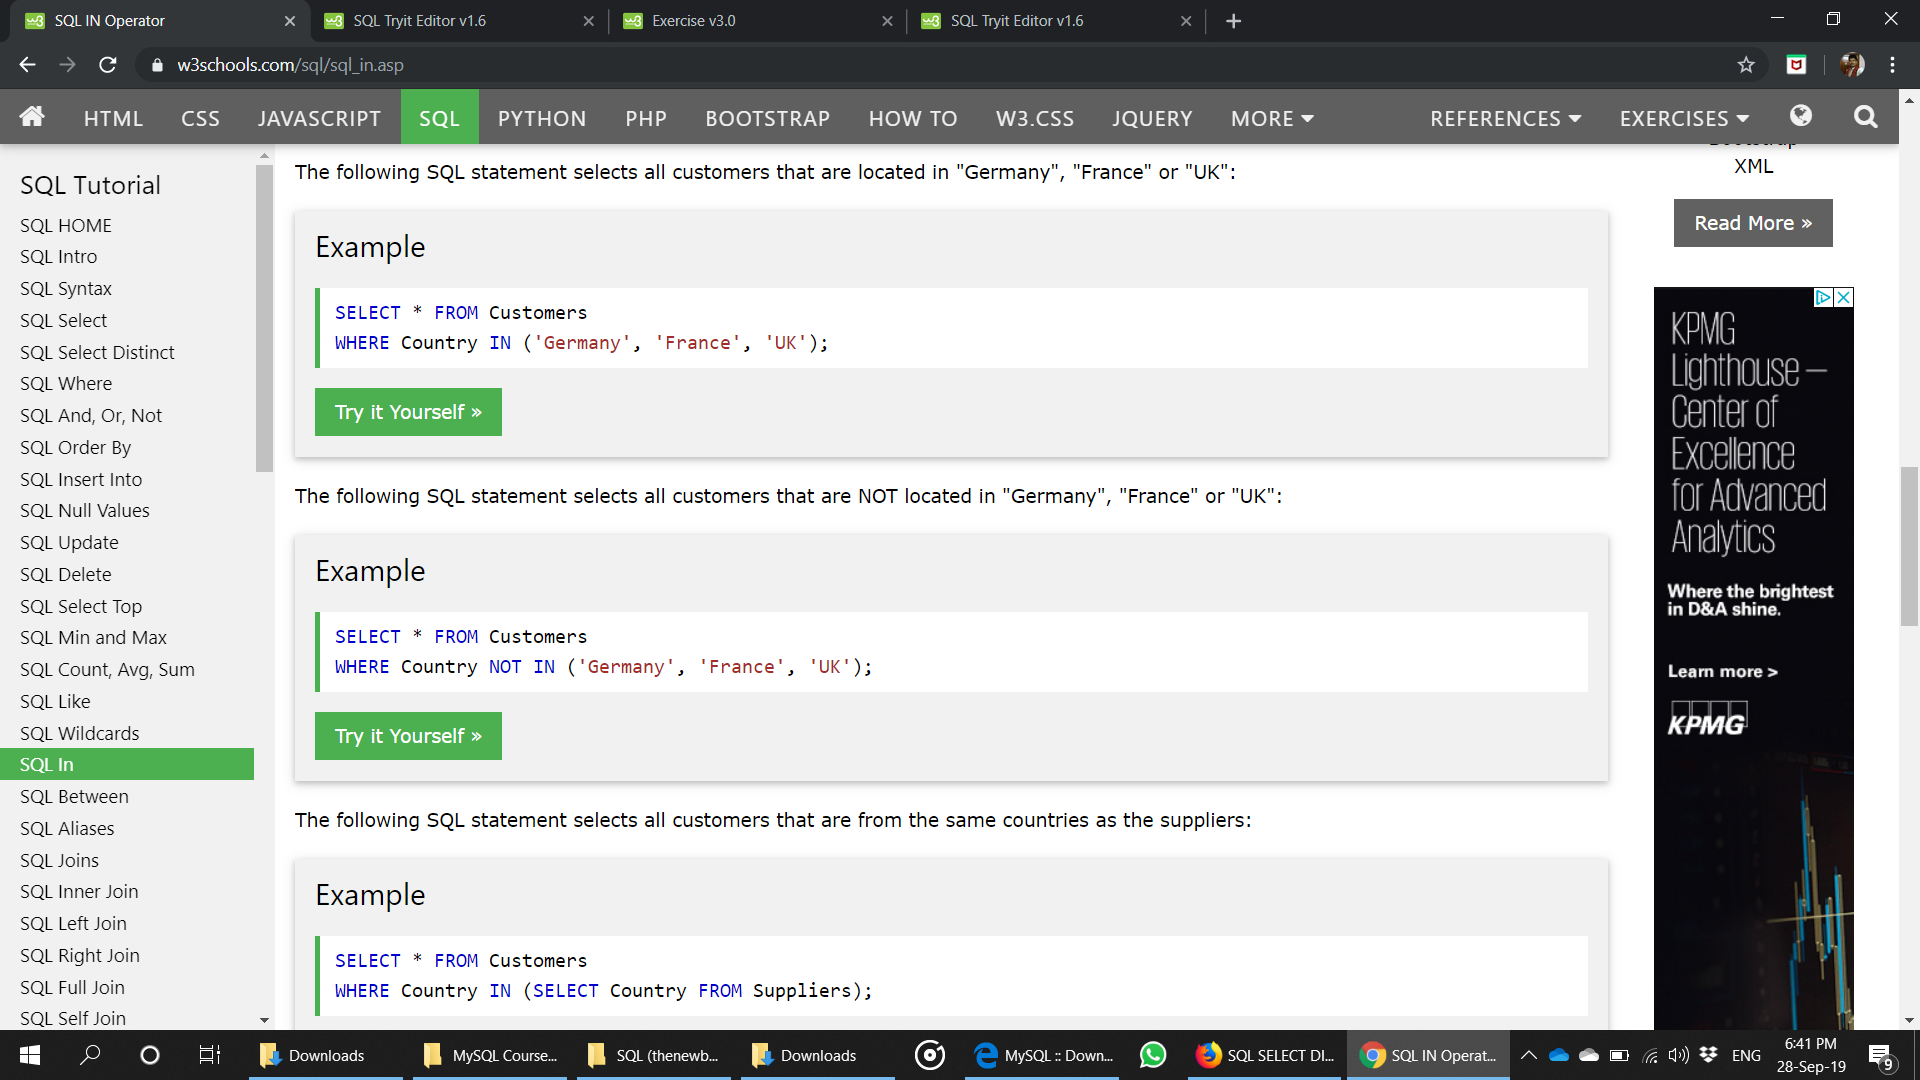 SQL IN Operator
SQL Tryit Editor v1.6
Exercise v3.0
SQL Tryit Editor v1.6
w3schools.com/sql/sql_in.asp
HTML CSS JAVASCRIPT SQL PYTHON PHP BOOTSTRAP HOW TO W3.CSS JQUERY MORE REFERENCES EXERCISES
SQL Tutorial
SQL HOME
SQL Intro
SQL Syntax
SQL Select
SQL Select Distinct
SQL Where
SQL And, Or, Not
SQL Order By
SQL Insert Into
SQL Null Values
SQL Update
SQL Delete
SQL Select Top
SQL Min and Max
SQL Count, Avg, Sum
SQL Like
SQL Wildcards
SQL In
SQL Between
SQL Aliases
SQL Joins
SQL Inner Join
SQL Left Join
SQL Right Join
SQL Full Join
SQL Self Join
The following SQL statement selects all customers that are located in "Germany", "France" or "UK":
Example
SELECT * FROM Customers
WHERE Country IN ('Germany', 'France', 'UK');
Try it Yourself »
The following SQL statement selects all customers that are NOT located in "Germany", "France" or "UK":
Example
SELECT * FROM Customers
WHERE Country NOT IN ('Germany', 'France', 'UK');
Try it Yourself »
The following SQL statement selects all customers that are from the same countries as the suppliers:
Example
SELECT * FROM Customers
WHERE Country IN (SELECT Country FROM Suppliers);
Bootstrap
XML
Read More »
KPMG
Lighthouse –
Center of
Excellence
for Advanced
Analytics
Where the brightest
in D&A shine.
Learn more >
KPMG
Downloads
MySQL Course...
SQL (thenewb...
Downloads
MySQL :: Down...
SQL SELECT DI...
SQL IN Operat...
ENG
6:41 PM
28-Sep-19
9